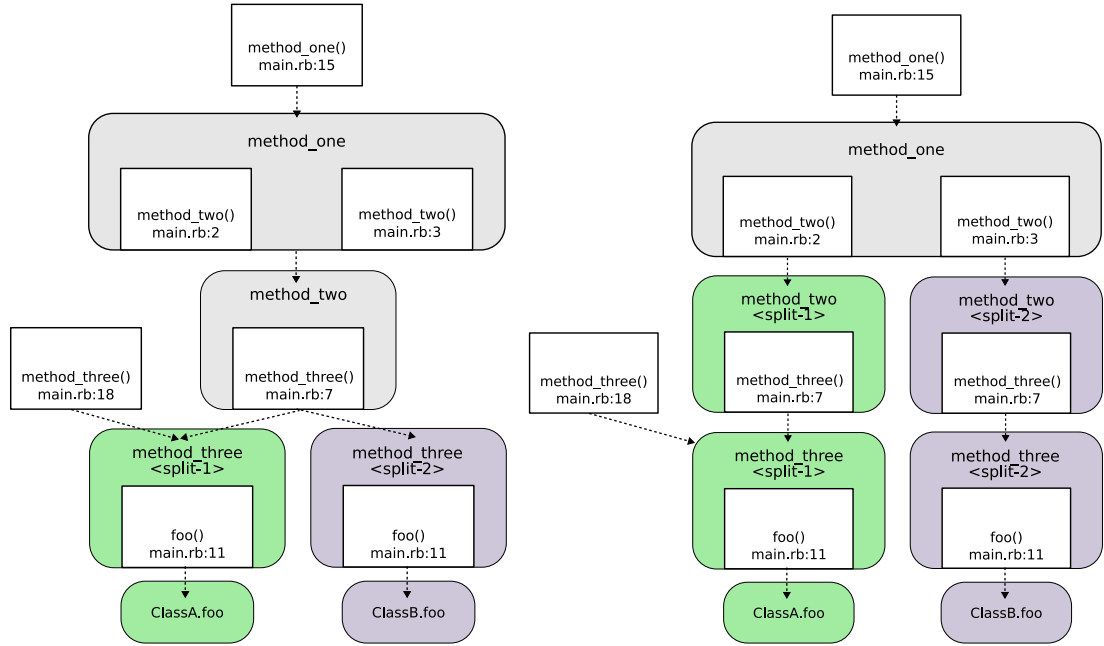 method_one()
main.rb:15
method_one
method_two()
main.rb:2
method_two()
main.rb:3
method_two
method_three()
main.rb:18
method_three()
main.rb:7
method_three
<split-1>
method_three
<split-2>
foo()
main.rb:11
foo()
main.rb:11
ClassA.foo
ClassB.foo
method_one()
main.rb:15
method_one
method_two()
main.rb:2
method_two()
main.rb:3
method_two
<split-1>
method_two
<split-2>
method_three()
main.rb:18
method_three()
main.rb:7
method_three()
main.rb:7
method_three
<split-1>
method_three
<split-2>
foo()
main.rb:11
foo()
main.rb:11
ClassA.foo
ClassB.foo